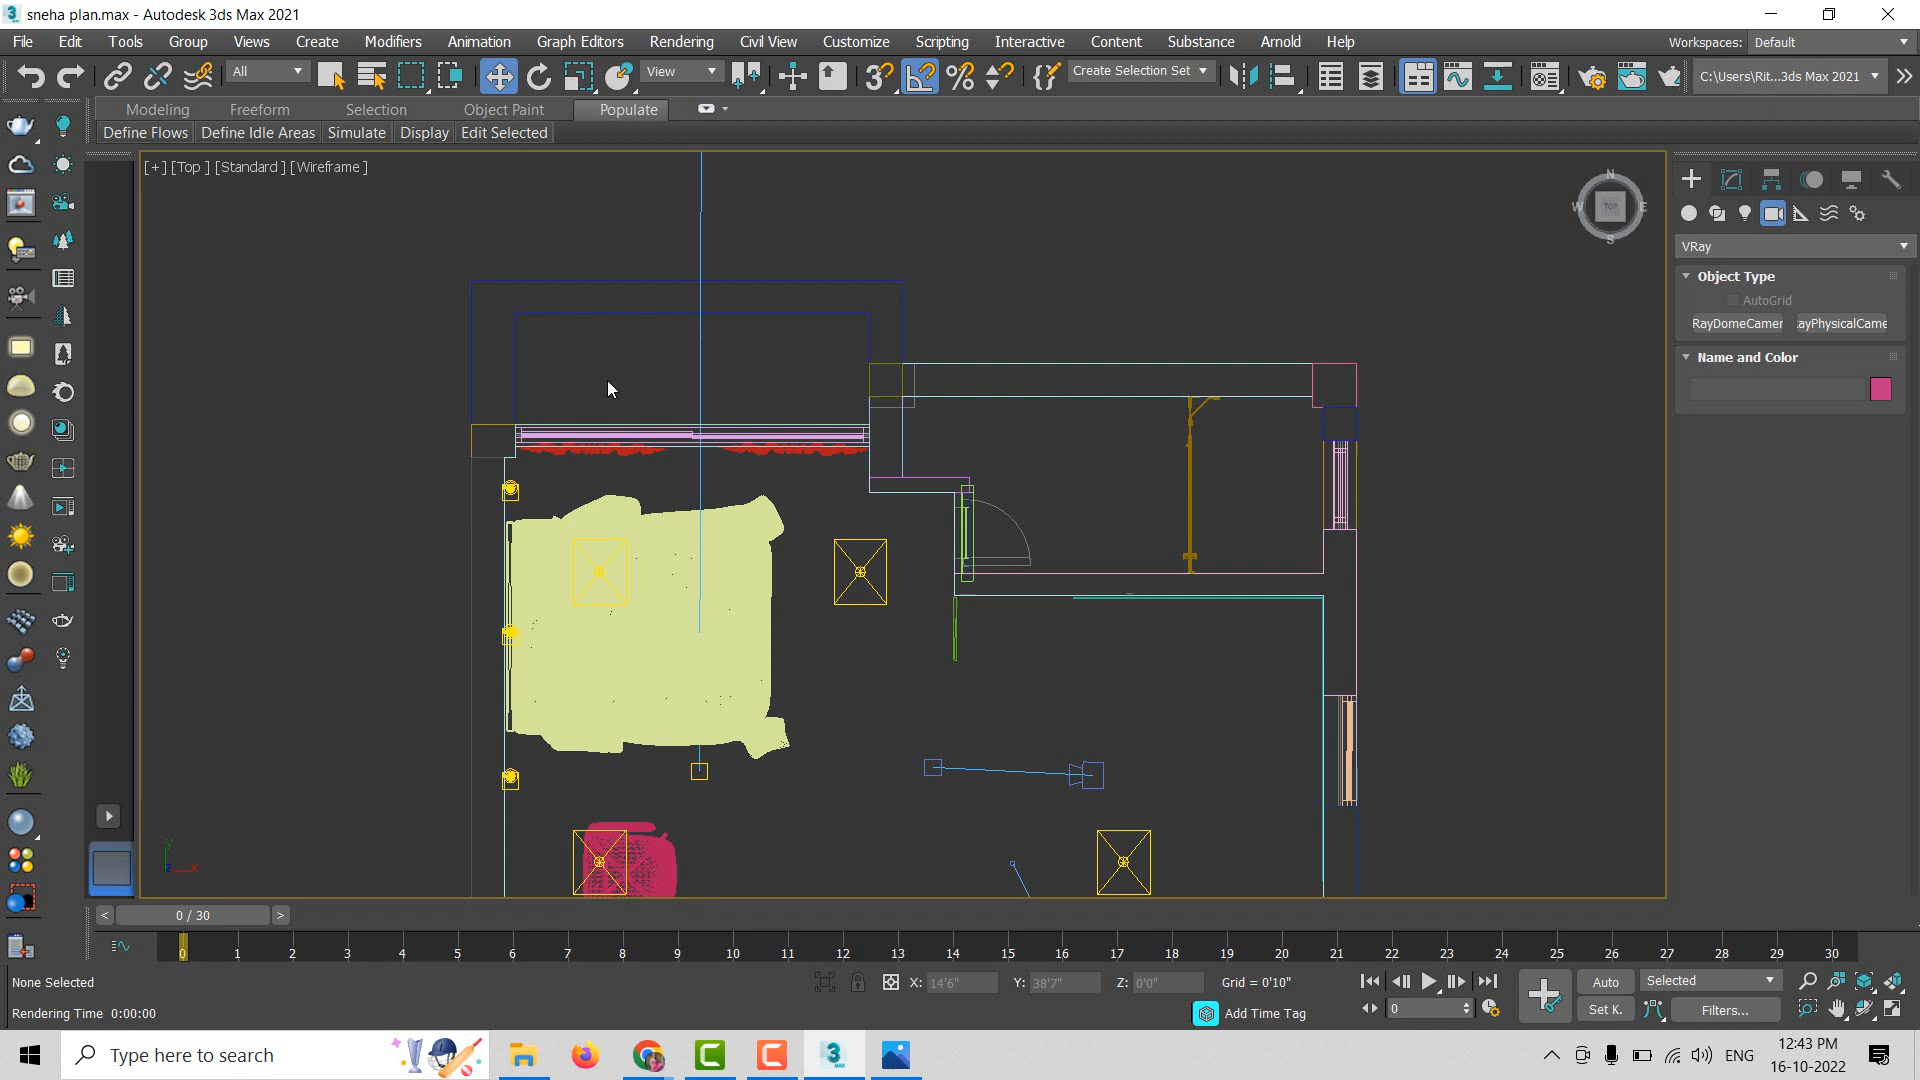 sneha plan.max - Autodesk 3ds Max 2021
File Edit Tools Group Views Create Modifiers Animation Graph Editors Rendering Civil View Customize Scripting Interactive Content Substance Arnold Help
Workspaces: Default
All View Create Selection Set C:\Users\Rit...3ds Max 2021
Modeling Freeform Selection Object Paint Populate
Define Flows Define Idle Areas Simulate Display Edit Selected
[+] [Top ] [Standard ] [Wireframe ]
N
W TOP E
S
VRay
Object Type
AutoGrid
RayDomeCamer ayPhysicalCame
Name and Color
y
z x
< 0 / 30 >
0 1 2 3 4 5 6 7 8 9 10 11 12 13 14 15 16 17 18 19 20 21 22 23 24 25 26 27 28 29 30
None Selected X: 14'6" Y: 38'7" Z: 0'0" Grid = 0'10" Auto Selected
Rendering Time 0:00:00 Add Time Tag 0 Set K. Filters...
Type here to search
3 MAX
ENG
12:43 PM
16-10-2022